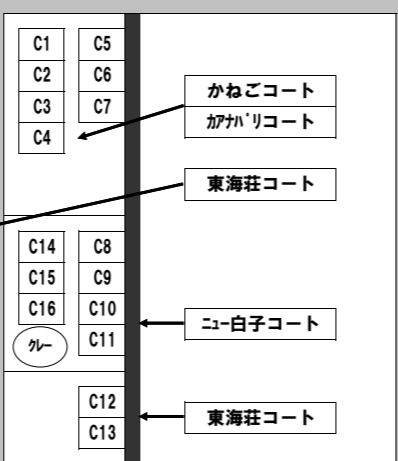 C1 C5
C2 C6
C3 C7
C4
かねごコート
カアナパリコート
東海荘コート
C14 C8
C15 C9
C16 C10
クレー C11
ニュー白子コート
C12
C13
東海荘コート